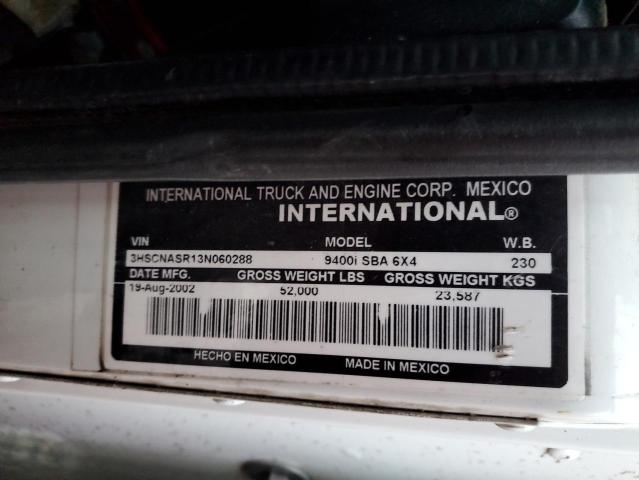 INTERNATIONAL TRUCK AND ENGINE CORP. MEXICO
INTERNATIONAL®
VIN MODEL W.B.
3HSCNASR13N060288 9400i SBA 6X4 230
DATE MFG. GROSS WEIGHT LBS GROSS WEIGHT KGS
19-Aug-2002 52,000 23,587
HECHO EN MEXICO MADE IN MEXICO